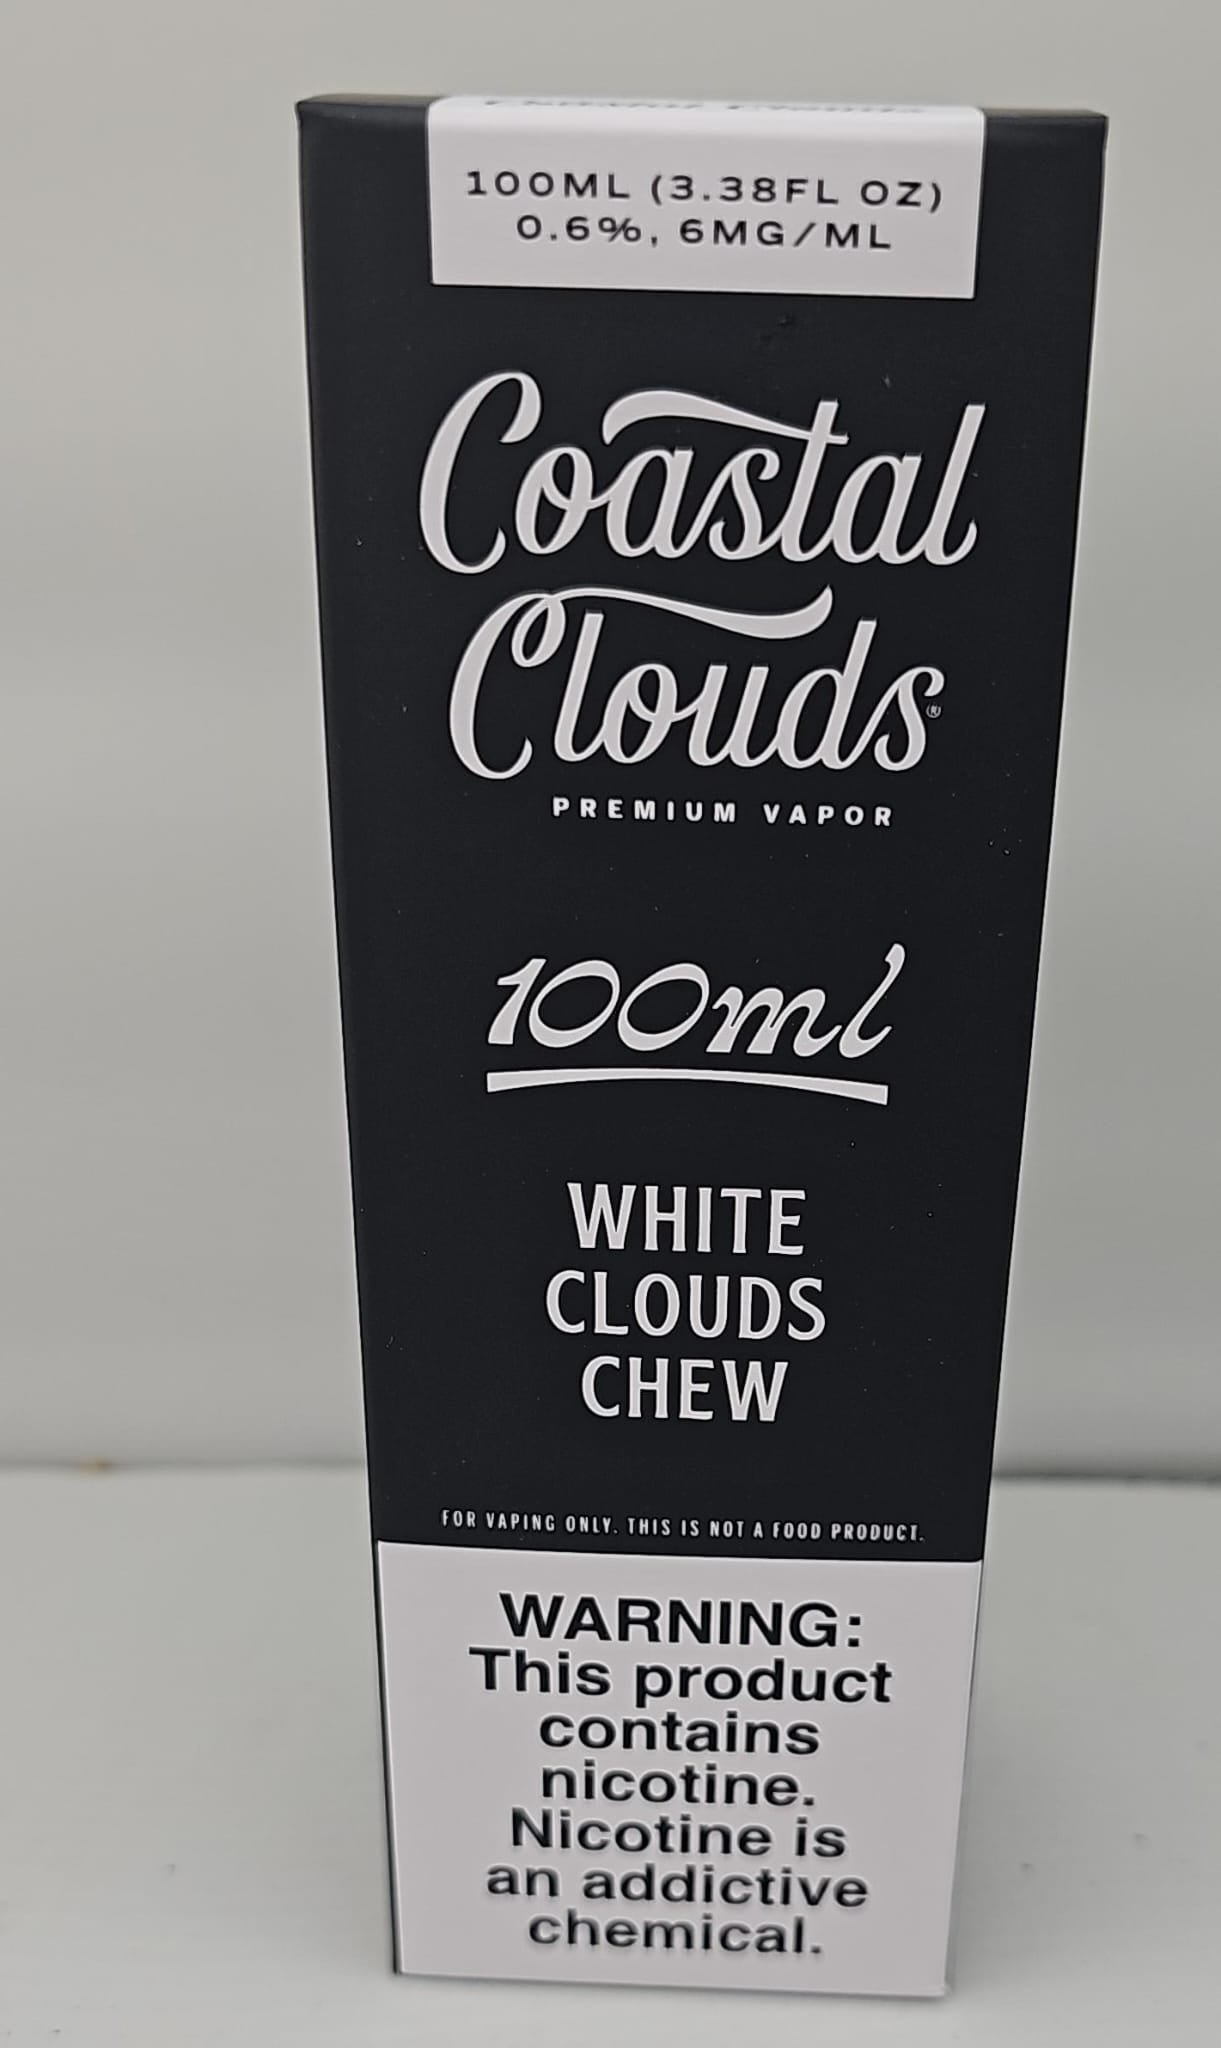 100ML (3.38FL OZ)
0.6%, 6MG/ML
Coastal
Clouds®
PREMIUM VAPOR
100ml
WHITE
CLOUDS
CHEW
FOR VAPING ONLY. THIS IS NOT A FOOD PRODUCT.
WARNING:
This product
contains
nicotine.
Nicotine is
an addictive
chemical.